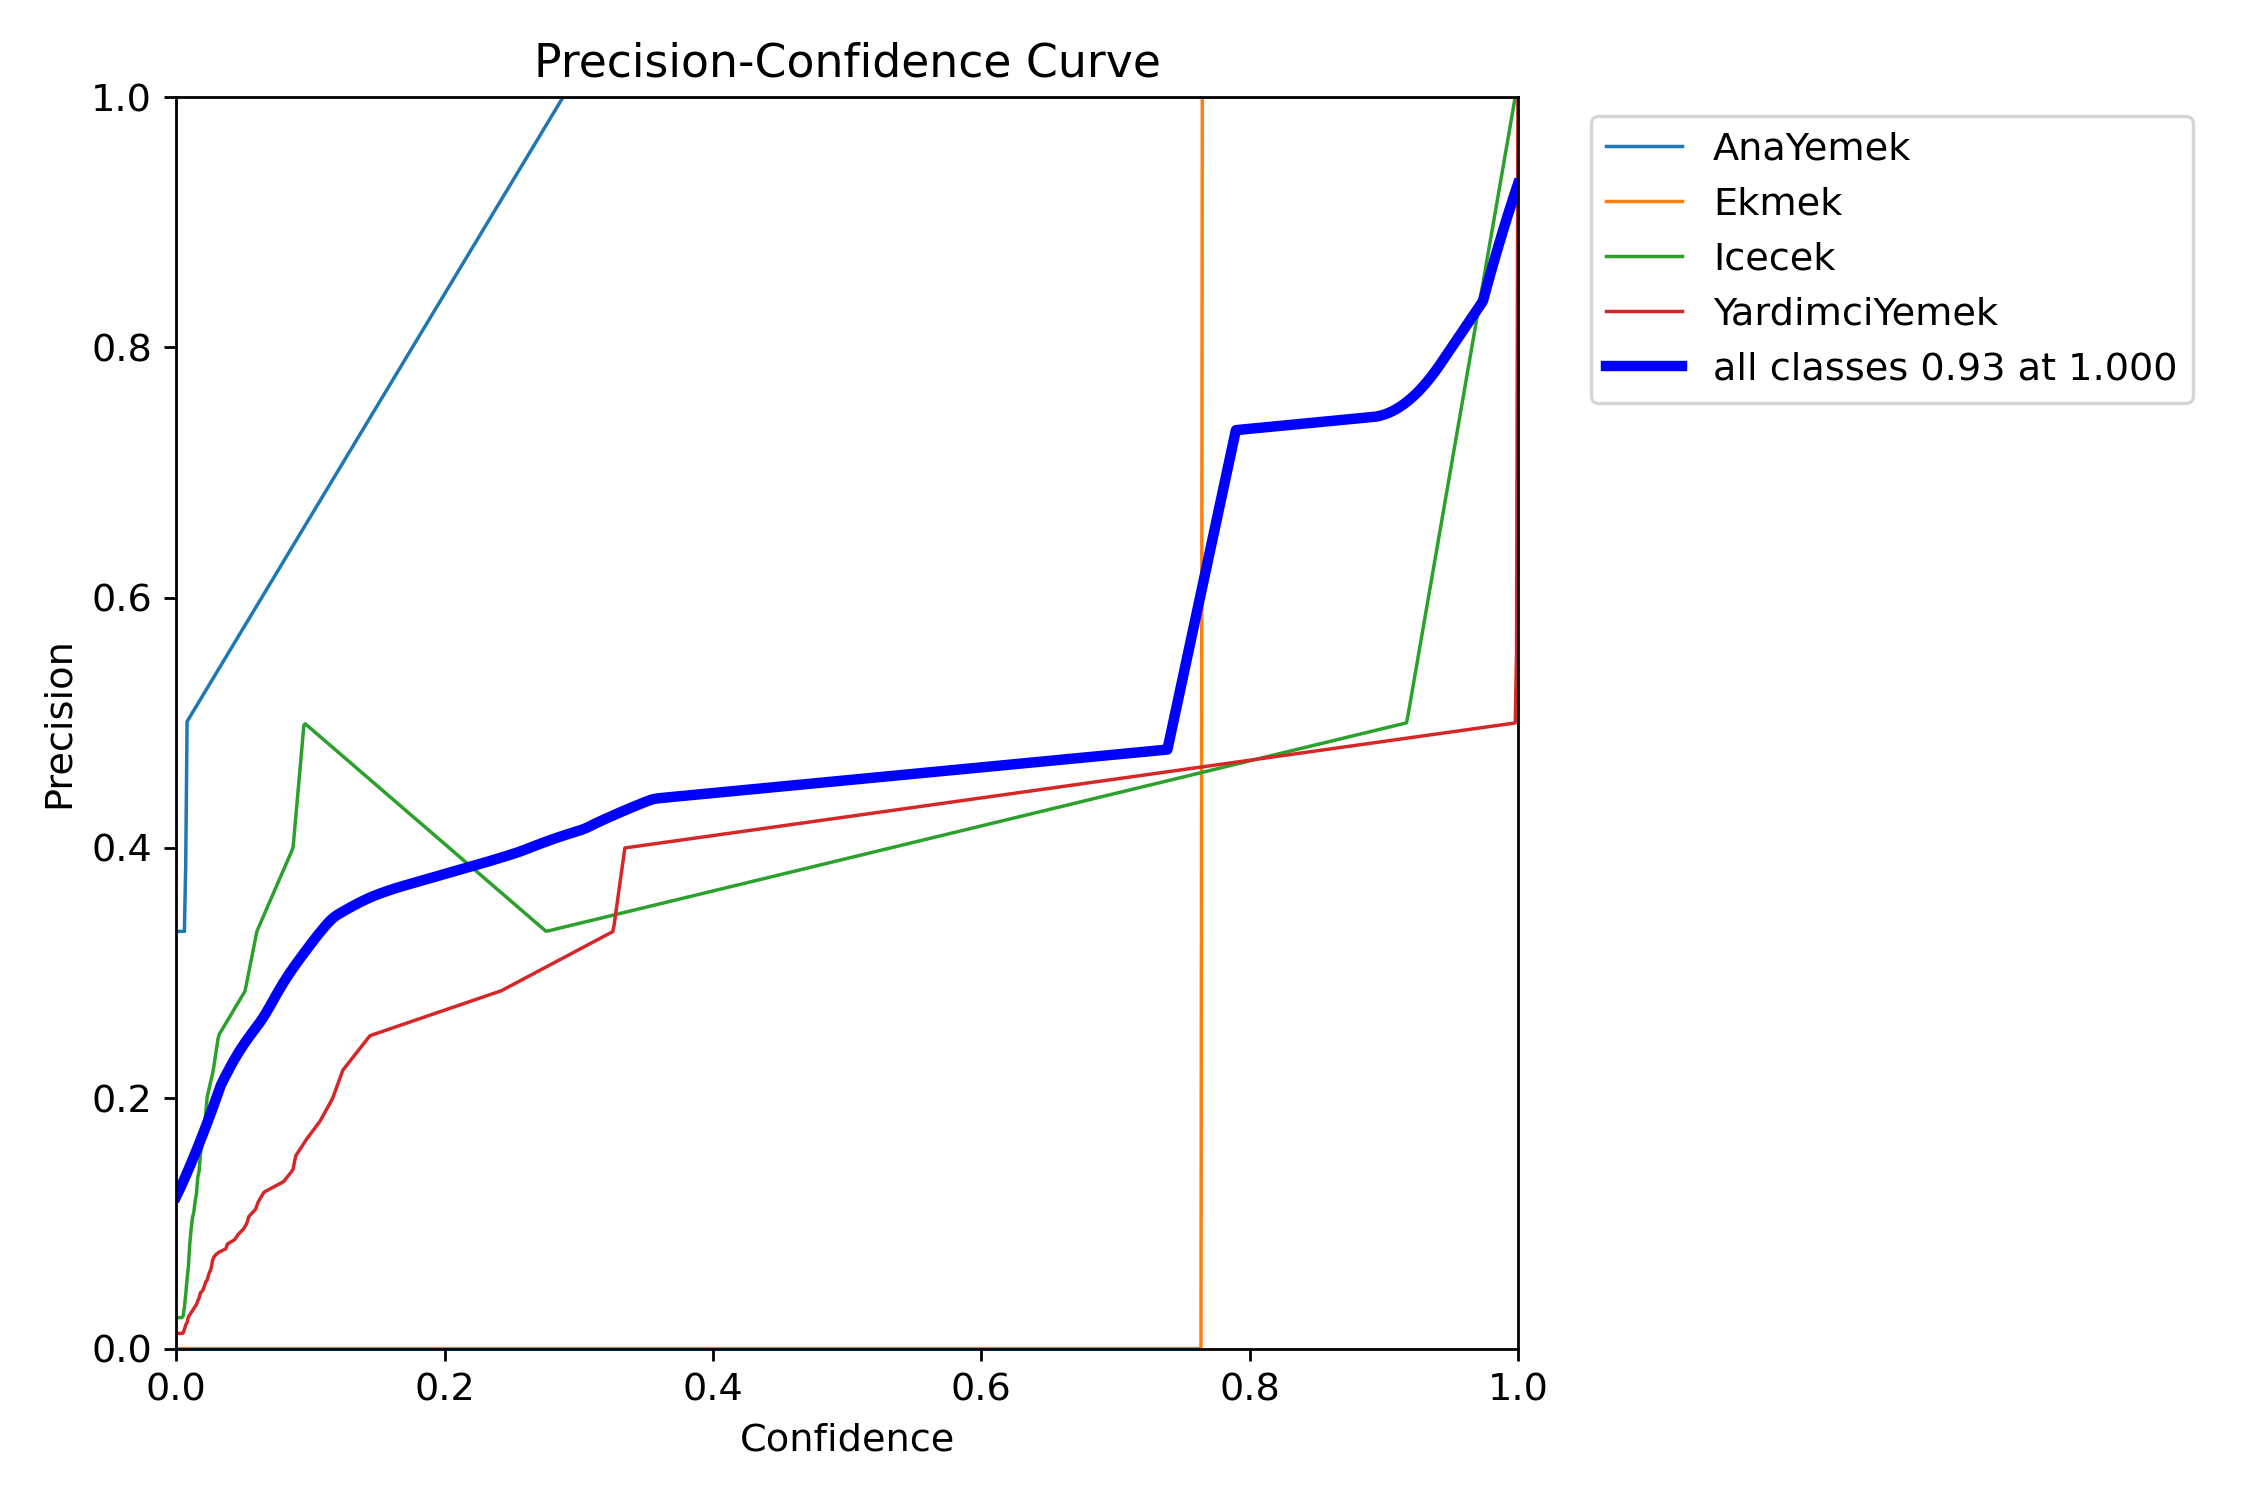 Precision-Confidence Curve
1.0
0.8
0.6
0.4
0.2
0.0
Precision
0.0 0.2 0.4 0.6 0.8 1.0
Confidence
AnaYemek
Ekmek
Icecek
YardimciYemek
all classes 0.93 at 1.000